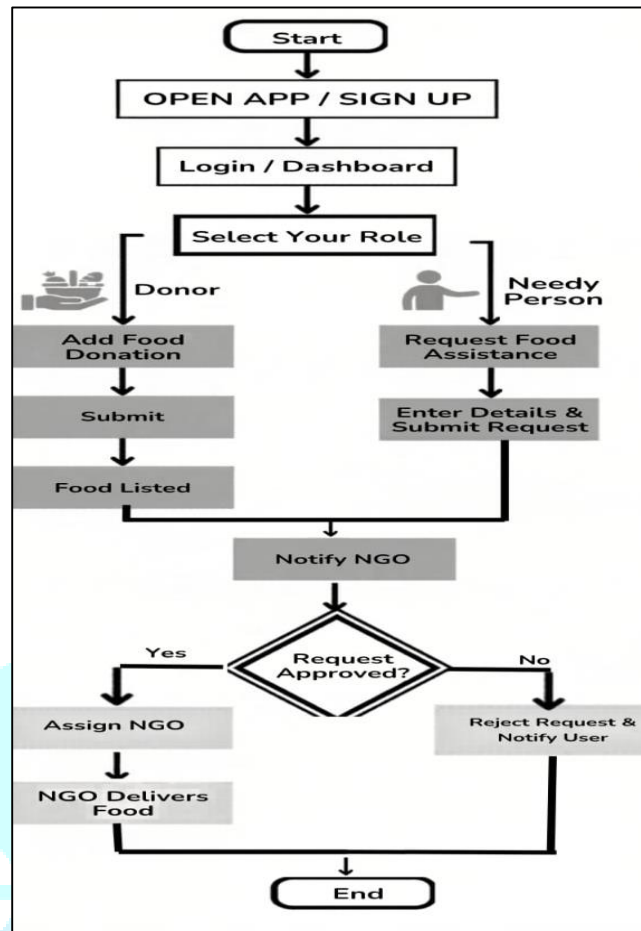 Start
OPEN APP / SIGN UP
Login / Dashboard
Select Your Role
Donor
Needy
Person
Add Food
Donation
Request Food
Assistance
Submit
Enter Details &
Submit Request
Food Listed
Notify NGO
Request
Approved?
Yes
No
Assign NGO
Reject Request &
Notify User
NGO Delivers
Food
End